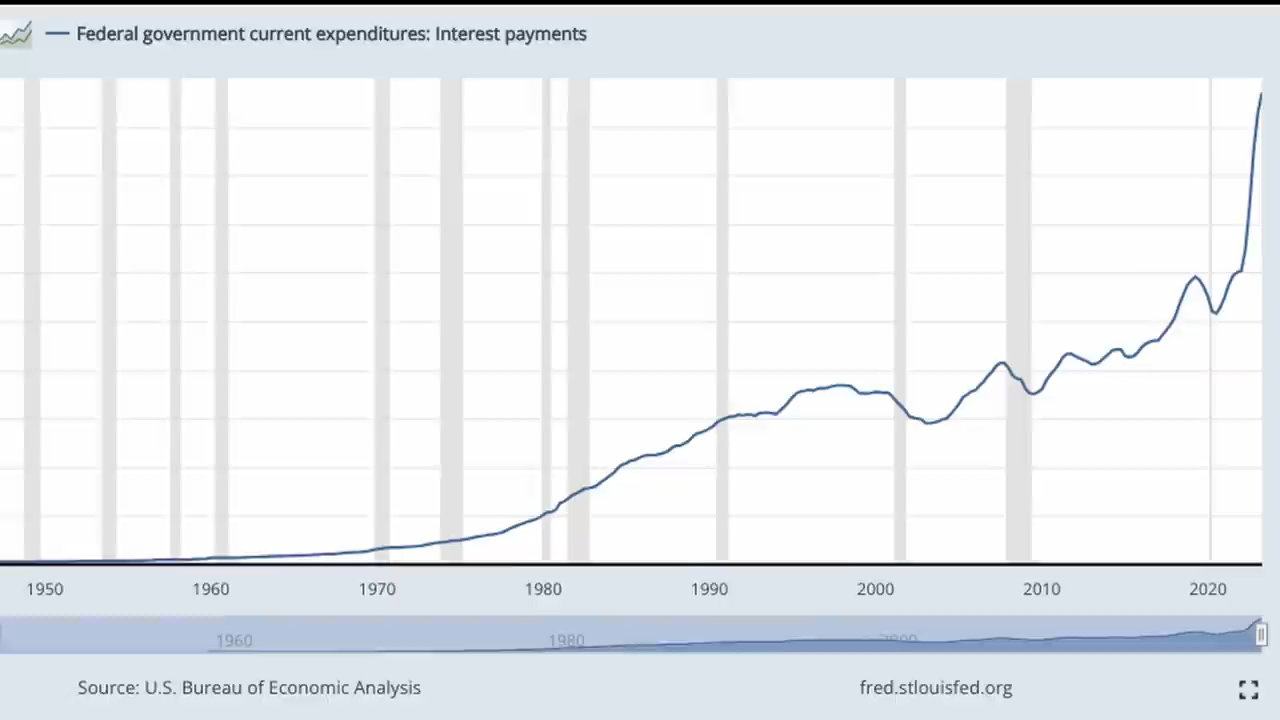 Federal government current expenditures: Interest payments
1950 1960 1970 1980 1990 2000 2010 2020
1960 1980 2000
Source: U.S. Bureau of Economic Analysis fred.stlouisfed.org